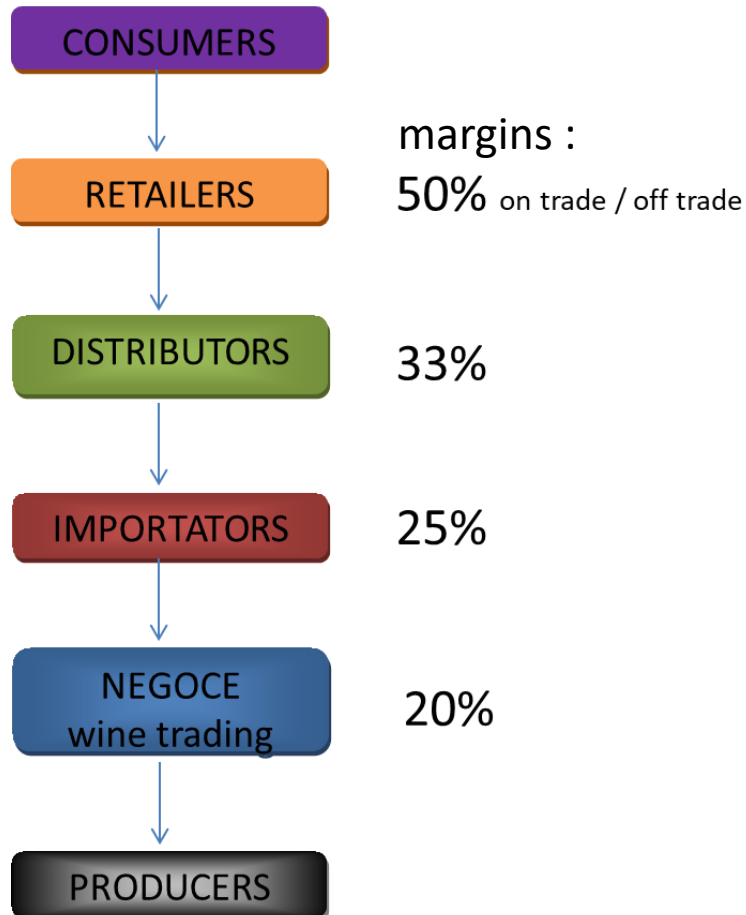 CONSUMERS
margins :
RETAILERS
50% on trade / off trade
DISTRIBUTORS
33%
IMPORTATORS
25%
NEGOCE
wine trading
20%
PRODUCERS